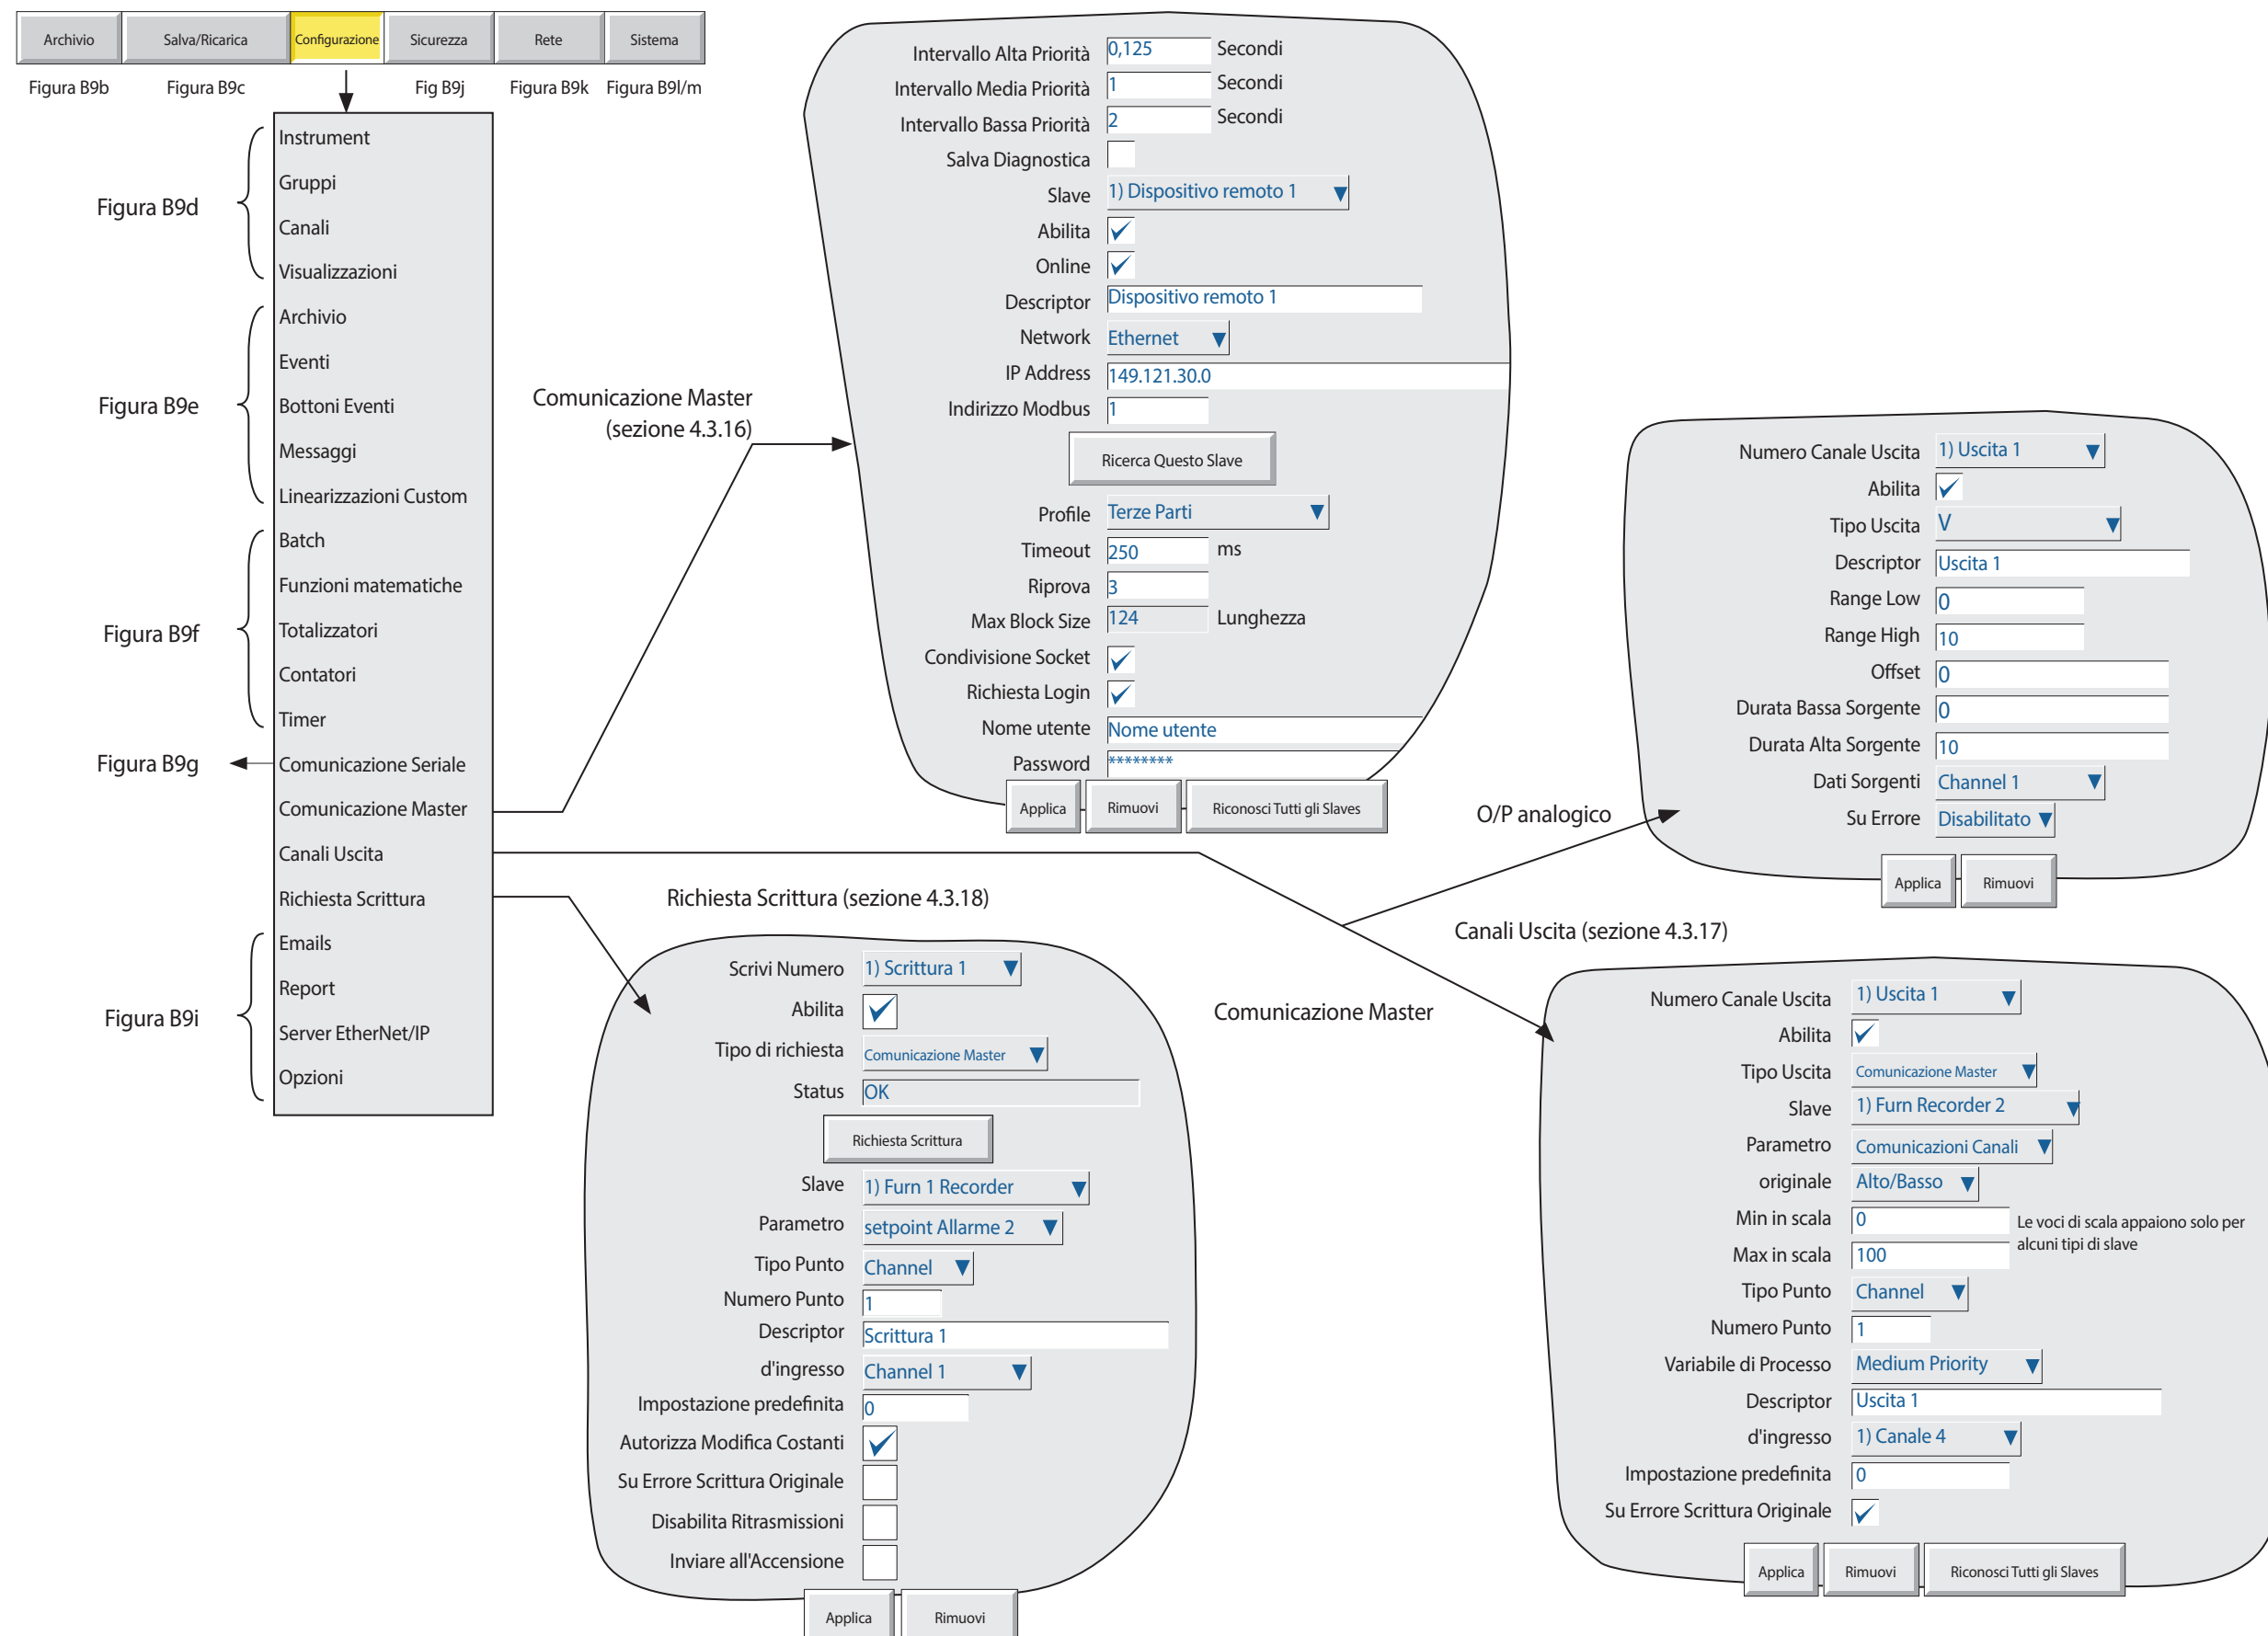 Archivio
Salva/Ricarica
Configurazione
Sicurezza
Rete
Sistema
Figura B9b
Figura B9c
Fig B9j
Figura B9k
Figura B9l/m
Instrument
Gruppi
Canali
Visualizzazioni
Archivio
Eventi
Bottoni Eventi
Messaggi
Linearizzazioni Custom
Batch
Funzioni matematiche
Totalizzatori
Contatori
Timer
Comunicazione Seriale
Comunicazione Master
Canali Uscita
Richiesta Scrittura
Emails
Report
Server EtherNet/IP
Opzioni
Figura B9d
Figura B9e
Figura B9f
Figura B9g
Figura B9i
Comunicazione Master
(sezione 4.3.16)
Intervallo Alta Priorità 0,125 Secondi
Intervallo Media Priorità 1 Secondi
Intervallo Bassa Priorità 2 Secondi
Salva Diagnostica
Slave 1) Dispositivo remoto 1
Abilita
Online
Descriptor Dispositivo remoto 1
Network Ethernet
IP Address 149.121.30.0
Indirizzo Modbus 1
Ricerca Questo Slave
Profile Terze Parti
Timeout 250 ms
Riprova 3
Max Block Size 124 Lunghezza
Condivisione Socket
Richiesta Login
Nome utente Nome utente
Password ********
Applica
Rimuovi
Riconosci Tutti gli Slaves
O/P analogico
Numero Canale Uscita 1) Uscita 1
Abilita
Tipo Uscita V
Descriptor Uscita 1
Range Low 0
Range High 10
Offset 0
Durata Bassa Sorgente 0
Durata Alta Sorgente 10
Dati Sorgenti Channel 1
Su Errore Disabilitato
Applica
Rimuovi
Richiesta Scrittura (sezione 4.3.18)
Scrivi Numero 1) Scrittura 1
Abilita
Tipo di richiesta Comunicazione Master
Status OK
Richiesta Scrittura
Slave 1) Furn 1 Recorder
Parametro setpoint Allarme 2
Tipo Punto Channel
Numero Punto 1
Descriptor Scrittura 1
d'ingresso Channel 1
Impostazione predefinita 0
Autorizza Modifica Costanti
Su Errore Scrittura Originale
Disabilita Ritrasmissioni
Inviare all'Accensione
Applica
Rimuovi
Canali Uscita (sezione 4.3.17)
Comunicazione Master
Numero Canale Uscita 1) Uscita 1
Abilita
Tipo Uscita Comunicazione Master
Slave 1) Furn Recorder 2
Parametro Comunicazioni Canali
originale Alto/Basso
Min in scala 0
Max in scala 100
Le voci di scala appaiono solo per
alcuni tipi di slave
Tipo Punto Channel
Numero Punto 1
Variabile di Processo Medium Priority
Descriptor Uscita 1
d'ingresso 1) Canale 4
Impostazione predefinita 0
Su Errore Scrittura Originale
Applica
Rimuovi
Riconosci Tutti gli Slaves